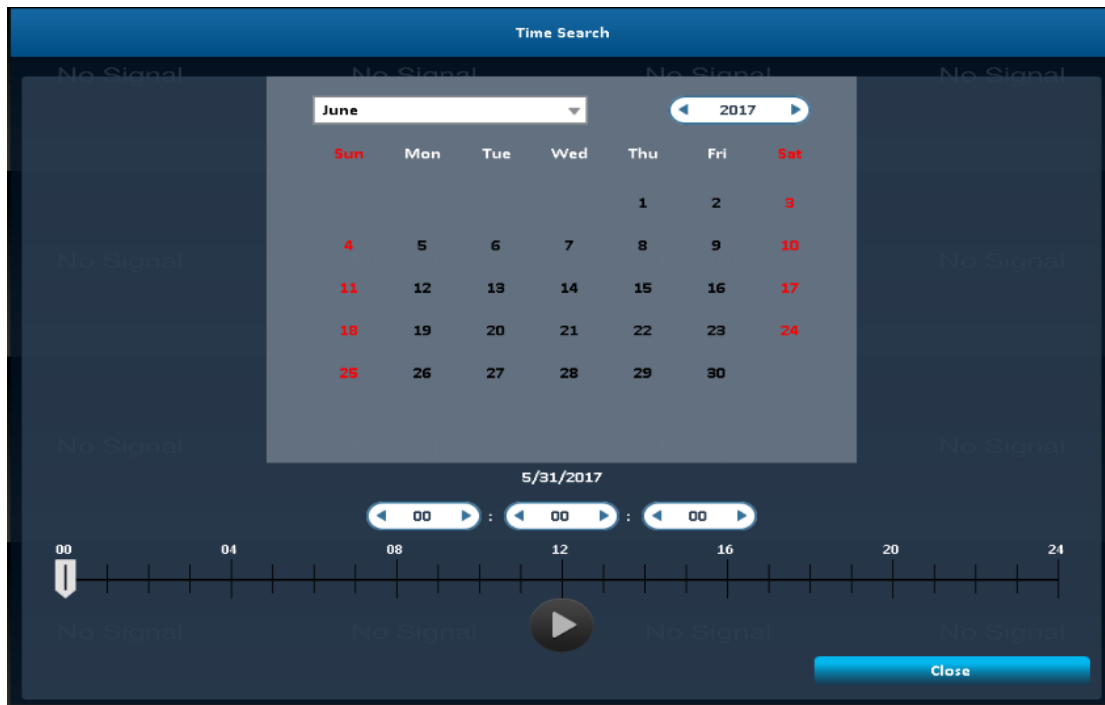 Time Search
No Signal No Signal No Signal No Signal
June 2017
Sun Mon Tue Wed Thu Fri Sat
1 2 3
4 5 6 7 8 9 10
No Signal No Signal
11 12 13 14 15 16 17
18 19 20 21 22 23 24
25 26 27 28 29 30
No Signal No Signal
5/31/2017
00 : 00 : 00
00 04 08 12 16 20 24
No Signal No Signal No Signal No Signal
Close